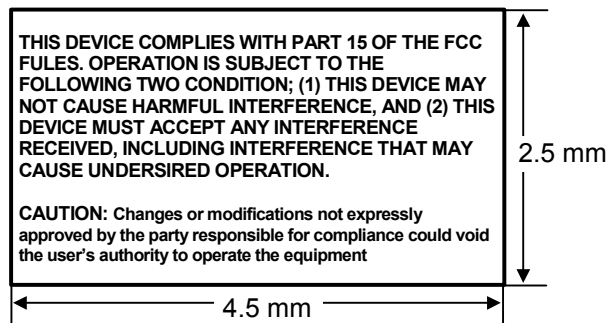 THIS DEVICE COMPLIES WITH PART 15 OF THE FCC
FULES. OPERATION IS SUBJECT TO THE
FOLLOWING TWO CONDITION; (1) THIS DEVICE MAY
NOT CAUSE HARMFUL INTERFERENCE, AND (2) THIS
DEVICE MUST ACCEPT ANY INTERFERENCE
RECEIVED, INCLUDING INTERFERENCE THAT MAY
CAUSE UNDERSIRED OPERATION.
CAUTION: Changes or modifications not expressly
approved by the party responsible for compliance could void
the user's authority to operate the equipment
2.5 mm
4.5 mm